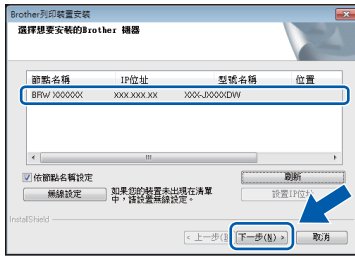 Brother列印裝置安裝
選擇想要安裝的Brother 機器
節點名稱 IP位址 型號名稱 位置
BRW XXXXXX XXX.XXX.XX XXX-JXXXXDW
依節點名稱設定 刷新
無線設定 如果您的裝置未出現在清單 設置IP位址
中，請設置無線設定。
InstallShield
< 上一步(B) 下一步(N) > 取消